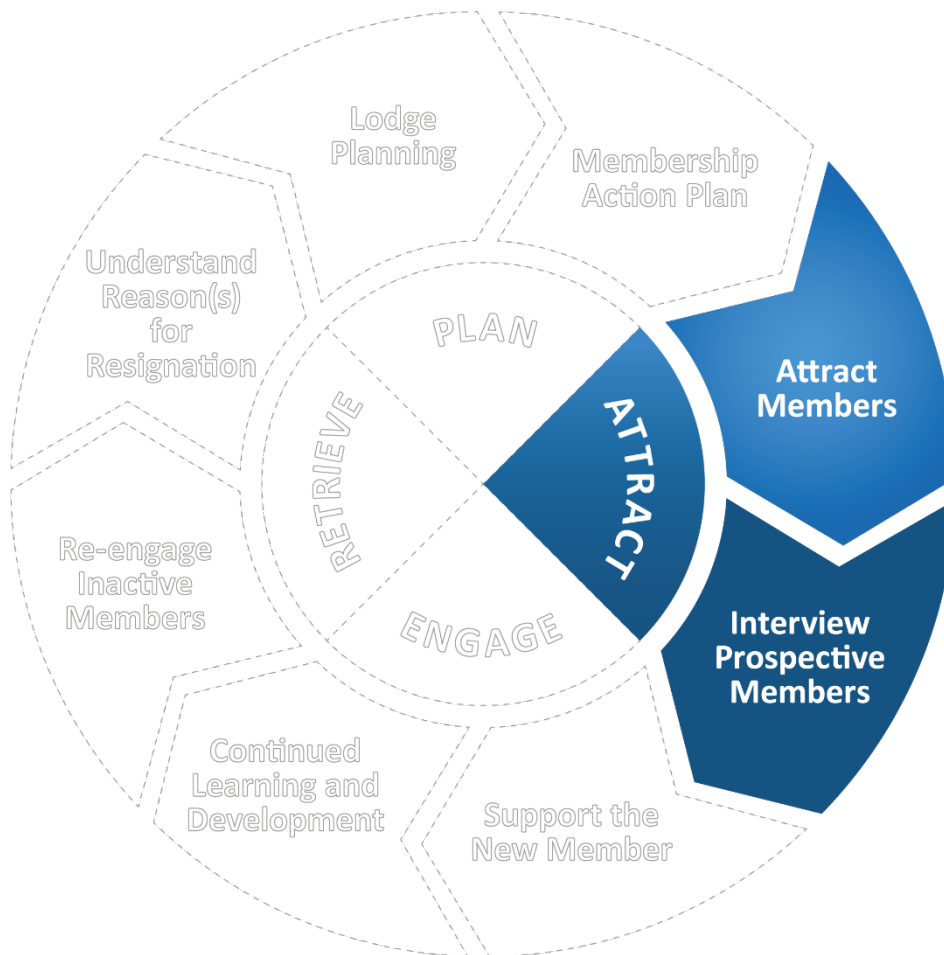 Lodge
Planning
Membership
Action Plan
Attract
Members
Interview
Prospective
Members
Support the
New Member
Continued
Learning and
Development
Re-engage
Inactive
Members
Understand
Reason(s)
for
Resignation
PLAN
ATTRACT
ENGAGE
RETRIEVE